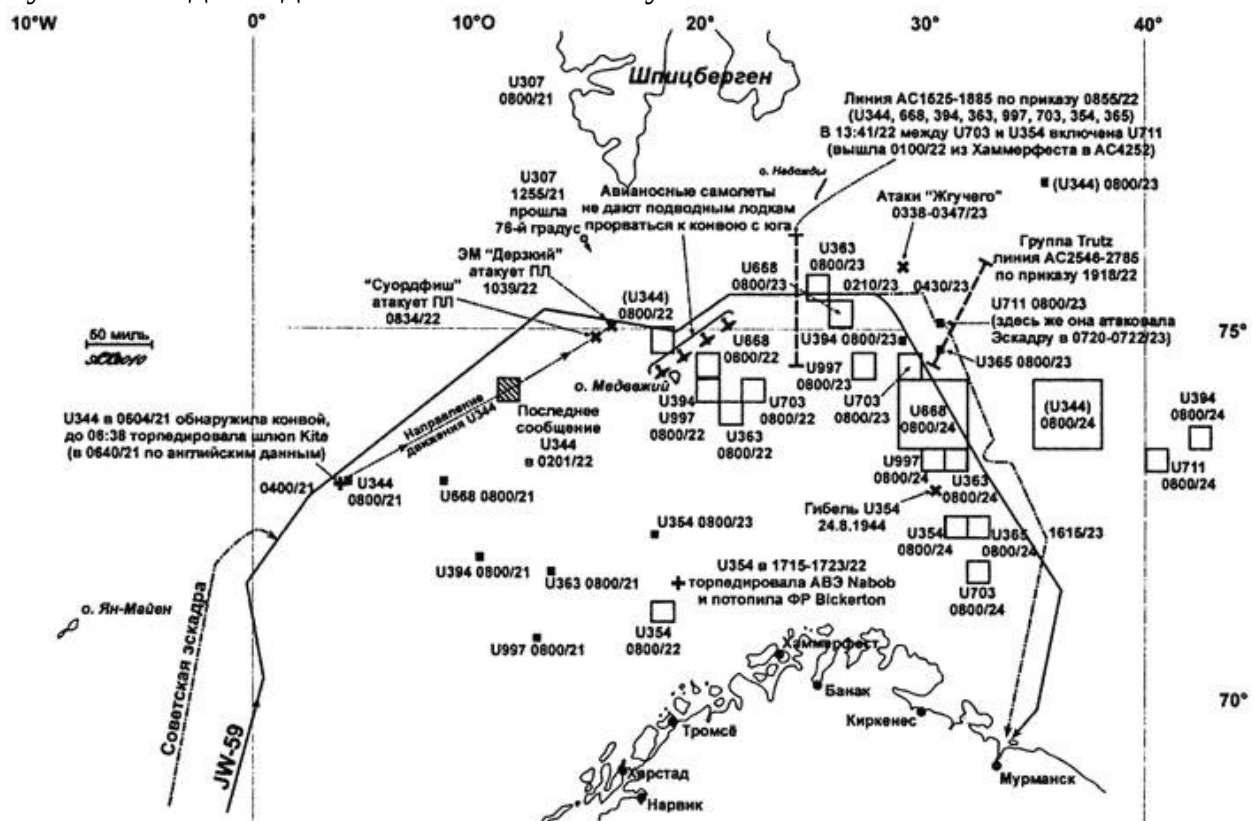 10°W
0°
10°O
20°
30°
40°
U307
0800/21
Шпицберген
Линия АС1525-1885 по приказу 0855/22
(U344, 668, 394, 363, 997, 703, 354, 365)
В 13:41/22 между U703 и U354 включена U711
(вышла 0100/22 из Хаммерфеста в АС4252)
о. Надежды
U307
1255/21
прошла
76-й градус
Авианосные самолеты
не дают подводным лодкам
прорваться к конвою с юга
(U344) 0800/23
Атаки "Жгучего"
0338-0347/23
ЭМ "Дерзкий"
атакует ПЛ
1039/22
U363
0800/23
Группа Trutz
линия АС2546-2785
по приказу 1918/22
"Суордфиш"
атакует ПЛ
0834/22
U668
0800/23
0210/23
0430/23
(U344)
0800/22
U711 0800/23
(здесь же она атаковала
Эскадру в 0720-0722/23)
75°
75°
50 миль
U668
0800/22
U394 0800/23
U365 0800/23
о. Медвежий
U997
0800/23
U703
0800/23
U394
U997
0800/22
U703
0800/22
U363
0800/22
U668
0800/24
(U344)
0800/24
U394
0800/24
U344 в 0604/21 обнаружила конвой,
до 06:38 торпедировала шлюп Kite
(в 0640/21 по английским данным)
Направление
движения U344
Последнее
сообщение
U344
в 0201/22
0400/21
U344
0800/21
U668 0800/21
U997
0800/24
U363
0800/24
U711
0800/24
Гибель U354
24.8.1944
U354 0800/23
U354
0800/24
U365
0800/24
1615/23
U394 0800/21
U363 0800/21
U354 в 1715-1723/22
торпедировала АВЭ Nabob
и потопила ФР Bickerton
U703
0800/24
о. Ян-Майен
U354
0800/22
U997 0800/21
Хаммерфест
Банак
70°
Киркенес
Тромсё
Советская эскадра
JW-59
Харстад
Нарвик
Мурманск